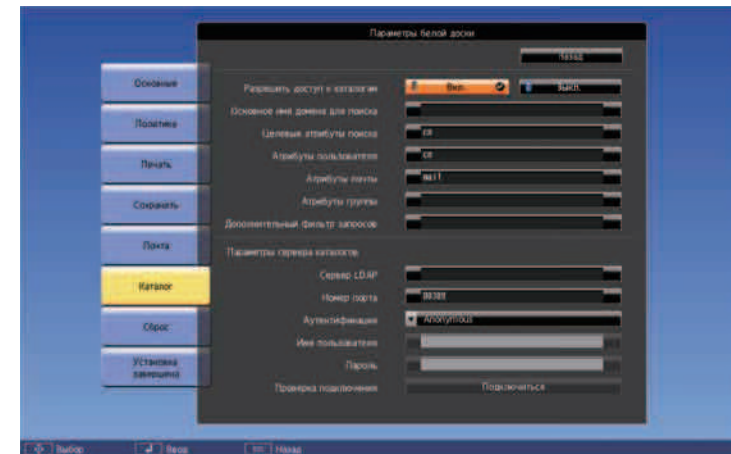 Параметры белой доски
Назад
Основные
Политика
Печать
Сохранить
Почта
Каталог
Сброс
Установка
завершена
Разрешить доступ к каталогам
Вкл.
Выкл.
Основное имя домена для поиска
Целевые атрибуты поиска
cn
Атрибуты пользователя
cn
Атрибуты почты
mail
Атрибуты группы
Дополнительный фильтр запросов
Параметры сервера каталогов
Сервер LDAP
Номер порта
00389
Аутентификация
Anonymous
Имя пользователя
Пароль
Проверка подключения
Подключиться
Выбор
Ввод
Назад